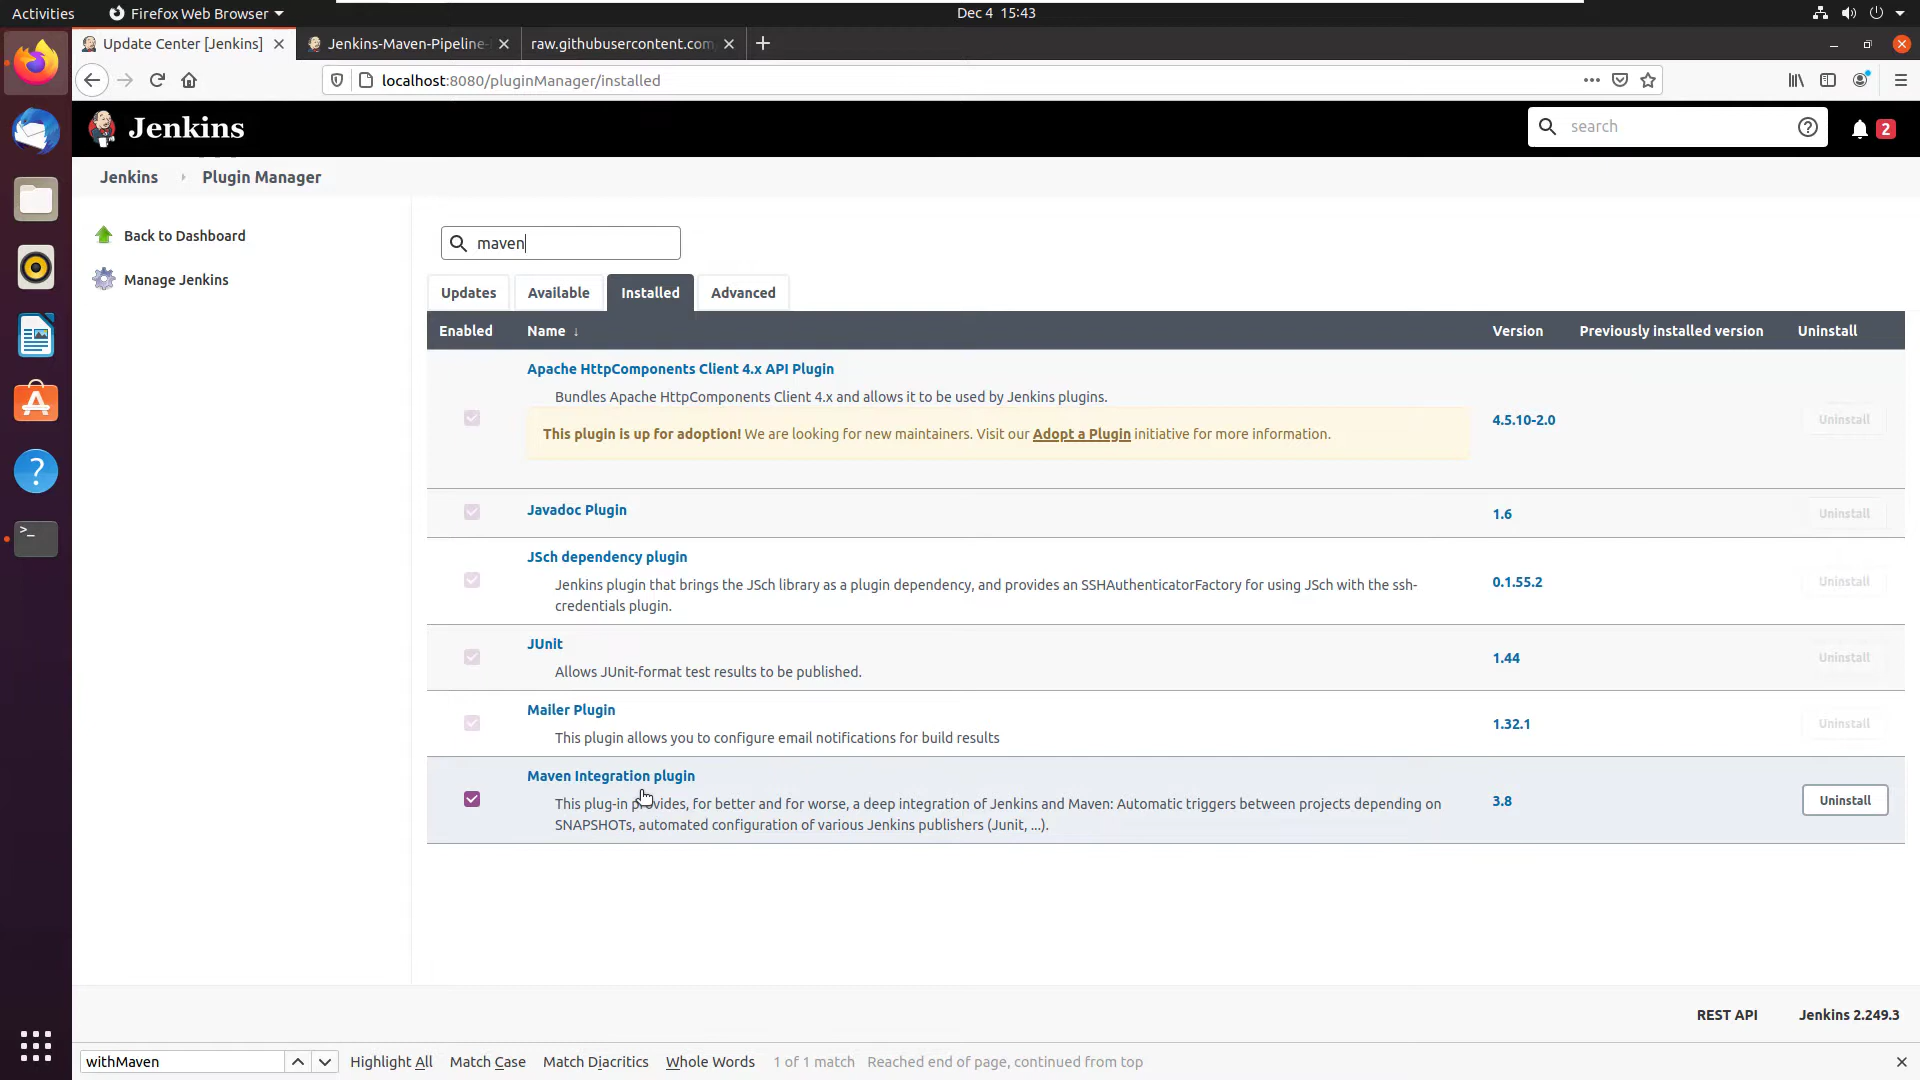 Activities
Firefox Web Browser
Dec 4 15:43
Update Center [Jenkins]
Jenkins-Maven-Pipeline-
raw.githubusercontent.com
localhost:8080/pluginManager/installed
Jenkins
search
2
Jenkins
Plugin Manager
Back to Dashboard
Manage Jenkins
maven
Updates
Available
Installed
Advanced
Enabled
Name ↓
Version
Previously installed version
Uninstall
Apache HttpComponents Client 4.x API Plugin
Bundles Apache HttpComponents Client 4.x and allows it to be used by Jenkins plugins.
This plugin is up for adoption! We are looking for new maintainers. Visit our Adopt a Plugin initiative for more information.
4.5.10-2.0
Uninstall
Javadoc Plugin
1.6
Uninstall
JSch dependency plugin
Jenkins plugin that brings the JSch library as a plugin dependency, and provides an SSHAuthenticatorFactory for using JSch with the ssh-
credentials plugin.
0.1.55.2
Uninstall
JUnit
Allows JUnit-format test results to be published.
1.44
Uninstall
Mailer Plugin
This plugin allows you to configure email notifications for build results
1.32.1
Uninstall
Maven Integration plugin
This plug-in provides, for better and for worse, a deep integration of Jenkins and Maven: Automatic triggers between projects depending on
SNAPSHOTs, automated configuration of various Jenkins publishers (Junit, ...).
3.8
Uninstall
REST API
Jenkins 2.249.3
withMaven
Highlight All
Match Case
Match Diacritics
Whole Words
1 of 1 match
Reached end of page, continued from top